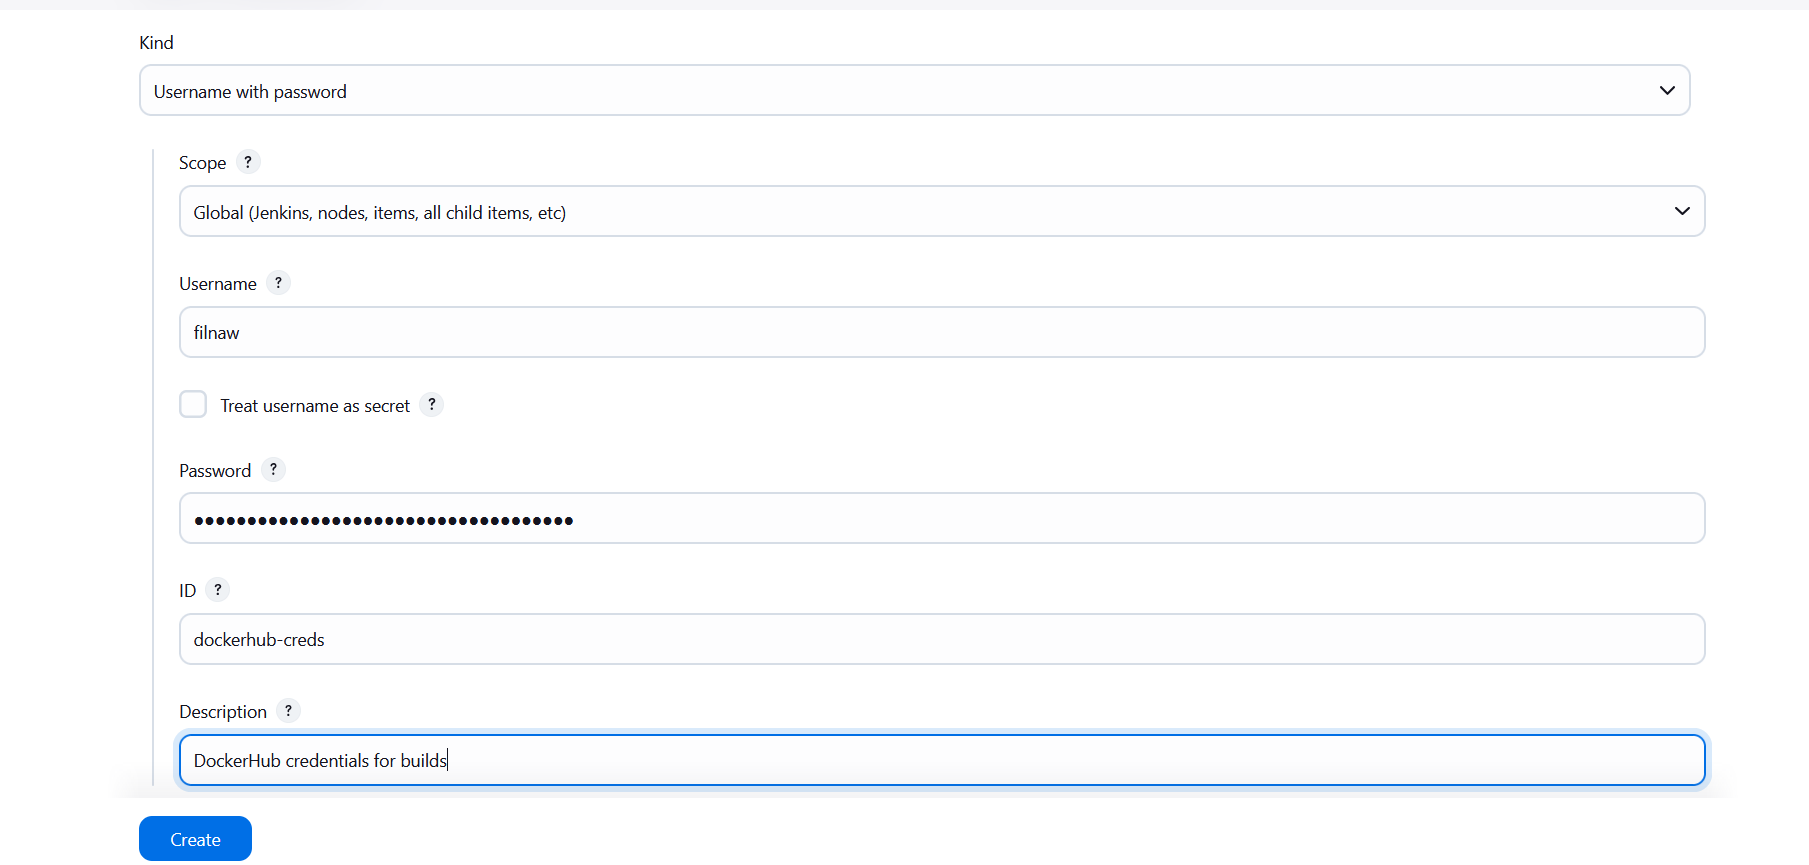 Kind
Username with password
Scope ?
Global (Jenkins, nodes, items, all child items, etc)
Username ?
filnaw
Treat username as secret ?
Password ?
••••••••••••••••••••••••••••••••••••
ID ?
dockerhub-creds
Description ?
DockerHub credentials for builds
Create